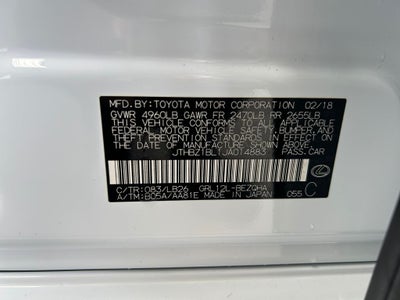 MFD.BY:TOYOTA MOTOR CORPORATION 02/18
GVWR 4960LB GAWR FR 2470LB RR 2655LB
THIS VEHICLE CONFORMS TO ALL APPLICABLE
FEDERAL MOTOR VEHICLE SAFETY,BUMPER,AND
THEFT PREVENTION STANDARDS IN EFFECT ON
THE DATE OF MANUFACTURE SHOWN ABOVE.
JTHBZ1BL1JA014883 PASS-CAR
C/TR:083/LB26 GRL12L-BEZQHA
A/TM:B05A/AA81E MADE IN JAPAN 055 C